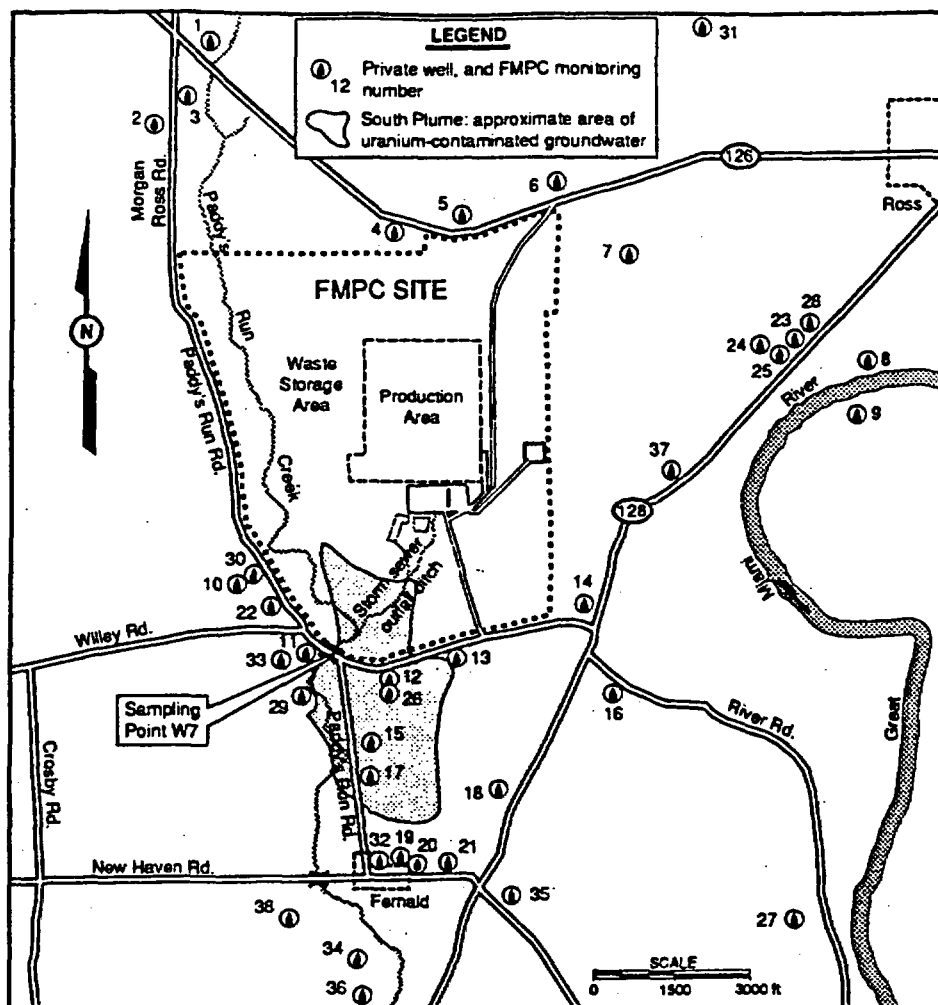 LEGEND
12 Private well, and FMPC monitoring
number
South Plume: approximate area of
uranium-contaminated groundwater
1
31
2
3
Morgan
Ross Rd.
Paddy's
Run
Creek
126
6
5
4
7
Ross
FMPC SITE
N
Waste
Storage
Area
Production
Area
Paddy's Run Rd.
28
23
24
25
8
9
River
Miami
Great
37
128
Storm sewer
outfall ditch
30
10
22
14
Willey Rd.
11
33
13
12
26
29
16
Sampling
Point W7
River Rd.
15
17
Paddy's Run Rd.
Crosby Rd.
18
32
19
20
21
New Haven Rd.
Fernald
35
38
27
34
36
SCALE
0 1500 3000 ft